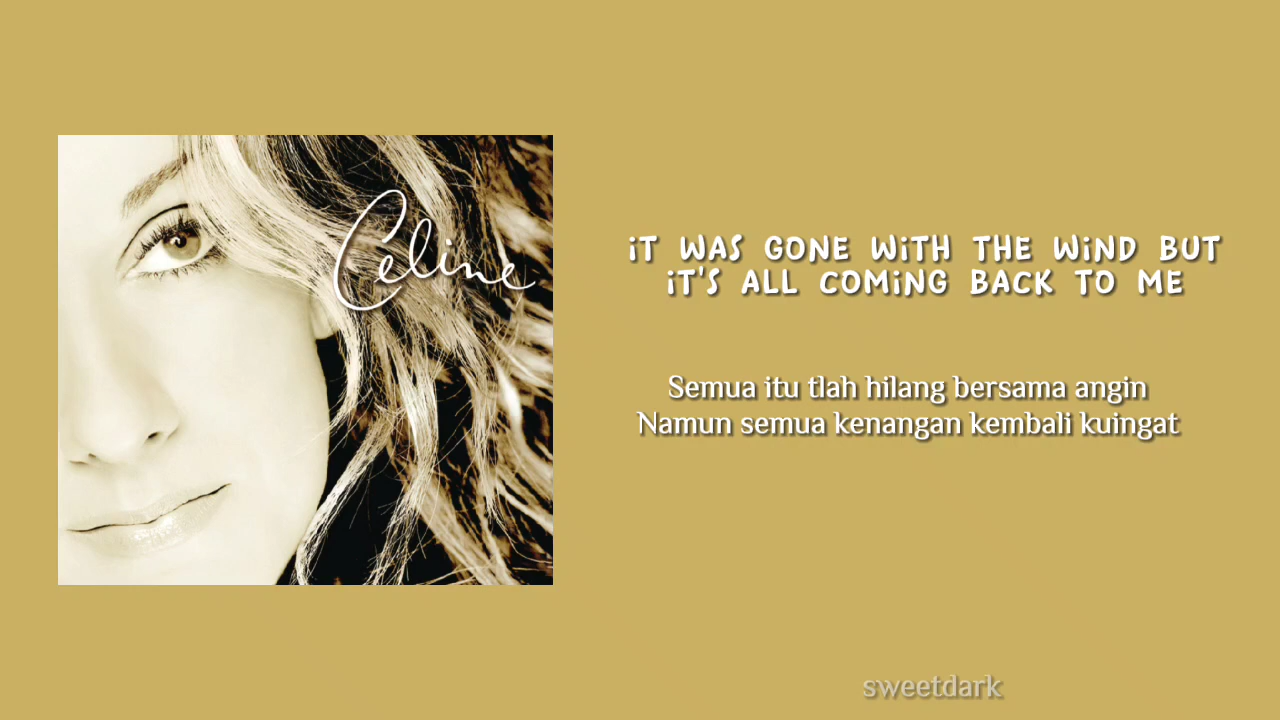 Celine
iT WAS GONE WiTH THE WiND BUT
iT'S ALL COMiNG BACK TO ME
Semua itu tlah hilang bersama angin
Namun semua kenangan kembali kuingat
sweetdark